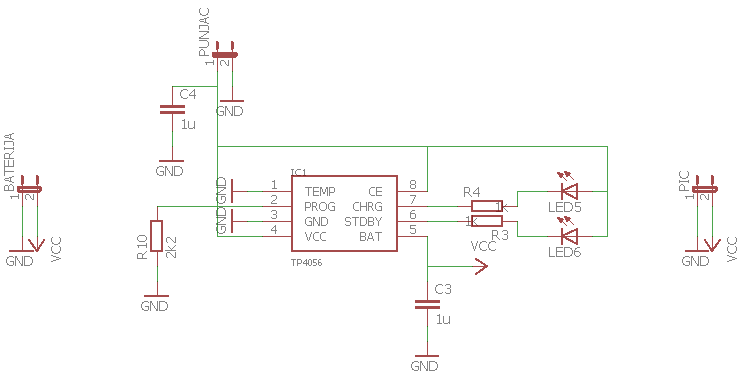 PUNJAC
1
2
C4
1u
GND
GND
BATERIJA
1
2
GND
VCC
IC1
GND
GND
1
2
3
4
TEMP
PROG
GND
VCC
CE
CHRG
STDBY
BAT
8
7
6
5
TP4056
R10
2k2
GND
R4
1K
1K
R3
LED5
LED6
VCC
C3
1u
GND
PIC
1
2
GND
VCC